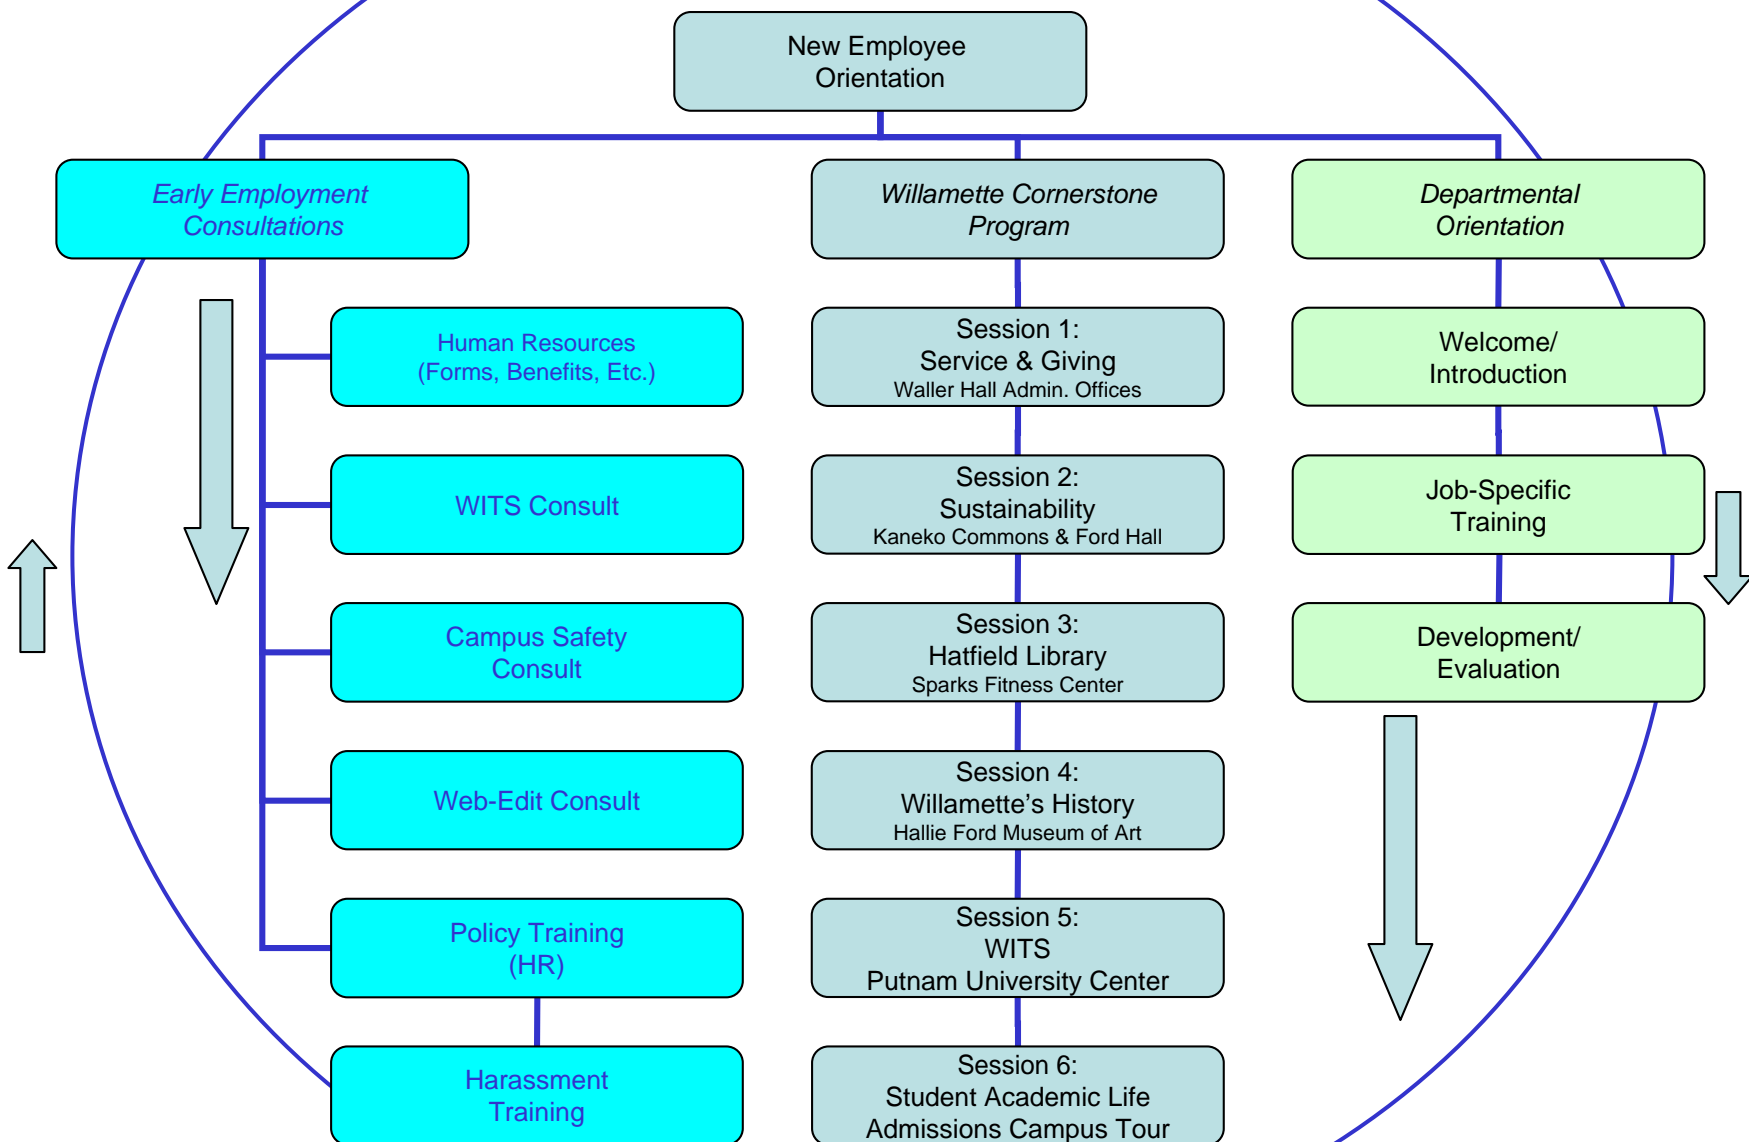 New Employee
Orientation
Early Employment
Consultations
Human Resources
(Forms, Benefits, Etc.)
WITS Consult
Campus Safety
Consult
Web-Edit Consult
Policy Training
(HR)
Harassment
Training
Willamette Cornerstone
Program
Session 1:
Service & Giving
Waller Hall Admin. Offices
Session 2:
Sustainability
Kaneko Commons & Ford Hall
Session 3:
Hatfield Library
Sparks Fitness Center
Session 4:
Willamette’s History
Hallie Ford Museum of Art
Session 5:
WITS
Putnam University Center
Session 6:
Student Academic Life
Admissions Campus Tour
Departmental
Orientation
Welcome/
Introduction
Job-Specific
Training
Development/
Evaluation